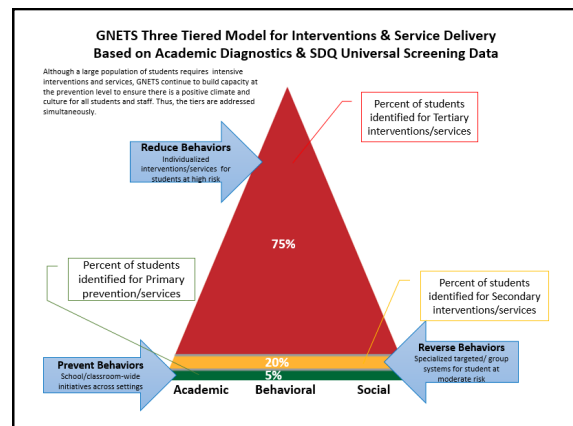 GNETS Three Tiered Model for Interventions & Service Delivery
Based on Academic Diagnostics & SDQ Universal Screening Data
Although a large population of students requires intensive
interventions and services, GNETS continue to build capacity at
the prevention level to ensure there is a positive climate and
culture for all students and staff. Thus, the tiers are addressed
simultaneously.
Percent of students
identified for Tertiary
interventions/services
Reduce Behaviors
Individualized
interventions/services for
students at high risk
75%
Percent of students
identified for Primary
prevention/services
Percent of students
identified for Secondary
interventions/services
Prevent Behaviors
School/classroom-wide
initiatives across settings
20%
5%
Reverse Behaviors
Specialized targeted/ group
systems for student at
moderate risk
Academic Behavioral Social